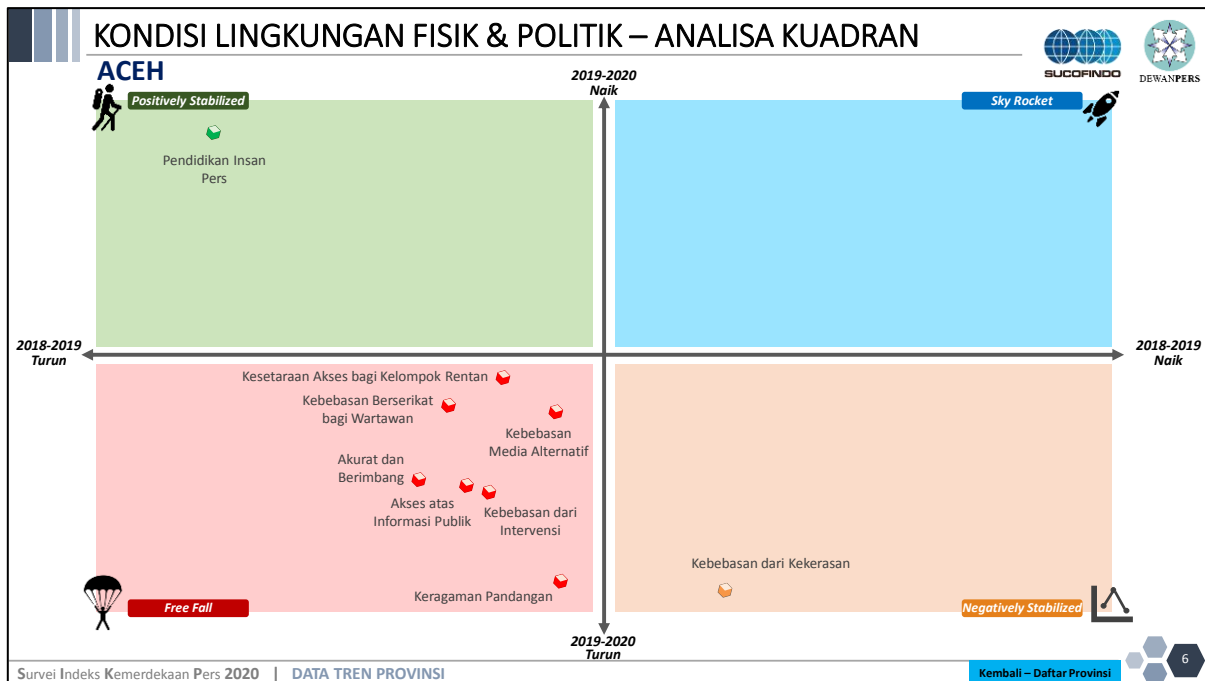 KONDISI LINGKUNGAN FISIK & POLITIK – ANALISA KUADRAN
ACEH
SUCOFINDO
DEWANPERS
2019-2020
Naik
Positively Stabilized
Sky Rocket
Pendidikan Insan
Pers
2018-2019
Turun
2018-2019
Naik
Kesetaraan Akses bagi Kelompok Rentan
Kebebasan Berserikat
bagi Wartawan
Kebebasan
Media Alternatif
Akurat dan
Berimbang
Akses atas
Informasi Publik
Kebebasan dari
Intervensi
Keragaman Pandangan
Kebebasan dari Kekerasan
Free Fall
Negatively Stabilized
2019-2020
Turun
Survei Indeks Kemerdekaan Pers 2020 | DATA TREN PROVINSI
Kembali – Daftar Provinsi
6